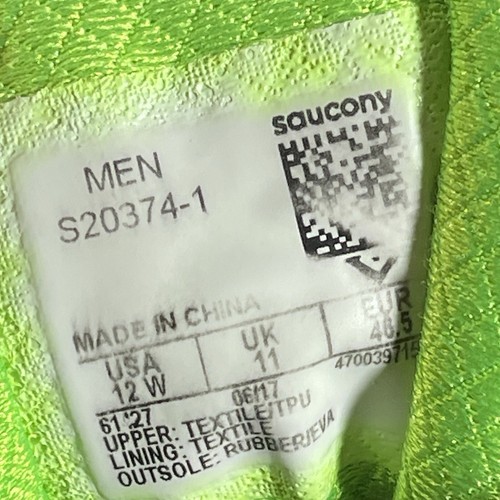 saucony
MEN
S20374-1
MADE IN CHINA
USA UK EUR
12 W 11 46.5
61'27 06/17 470039715
UPPER: TEXTILE/TPU
LINING: TEXTILE
OUTSOLE: RUBBER/EVA